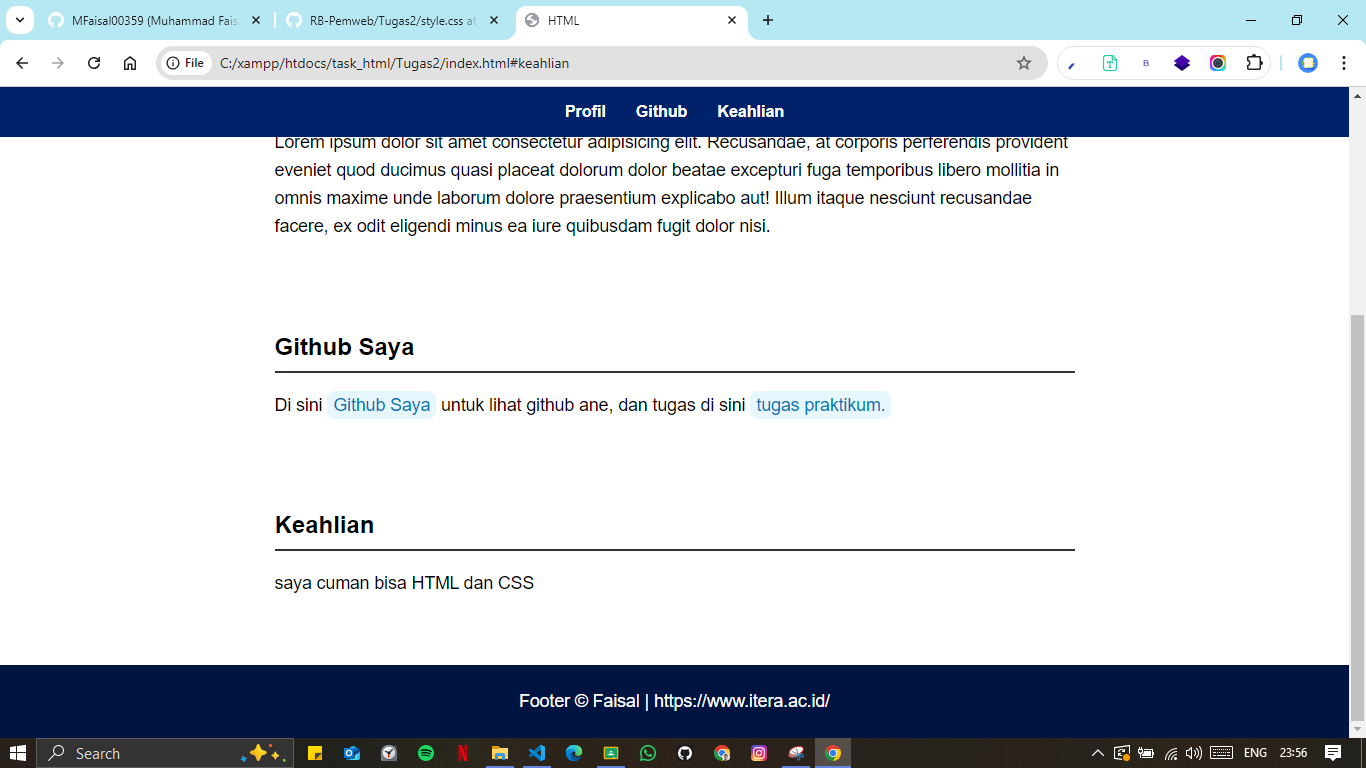 MFaisal00359 (Muhammad Fais
RB-Pemweb/Tugas2/style.css at
HTML
File
C:/xampp/htdocs/task_html/Tugas2/index.html#keahlian
Profil Github Keahlian
Lorem ipsum dolor sit amet consectetur adipisicing elit. Recusandae, at corporis perferendis provident
eveniet quod ducimus quasi placeat dolorum dolor beatae excepturi fuga temporibus libero mollitia in
omnis maxime unde laborum dolore praesentium explicabo aut! Illum itaque nesciunt recusandae
facere, ex odit eligendi minus ea iure quibusdam fugit dolor nisi.
Github Saya
Di sini Github Saya untuk lihat github ane, dan tugas di sini tugas praktikum.
Keahlian
saya cuman bisa HTML dan CSS
Footer © Faisal | https://www.itera.ac.id/
Search
ENG
23:56